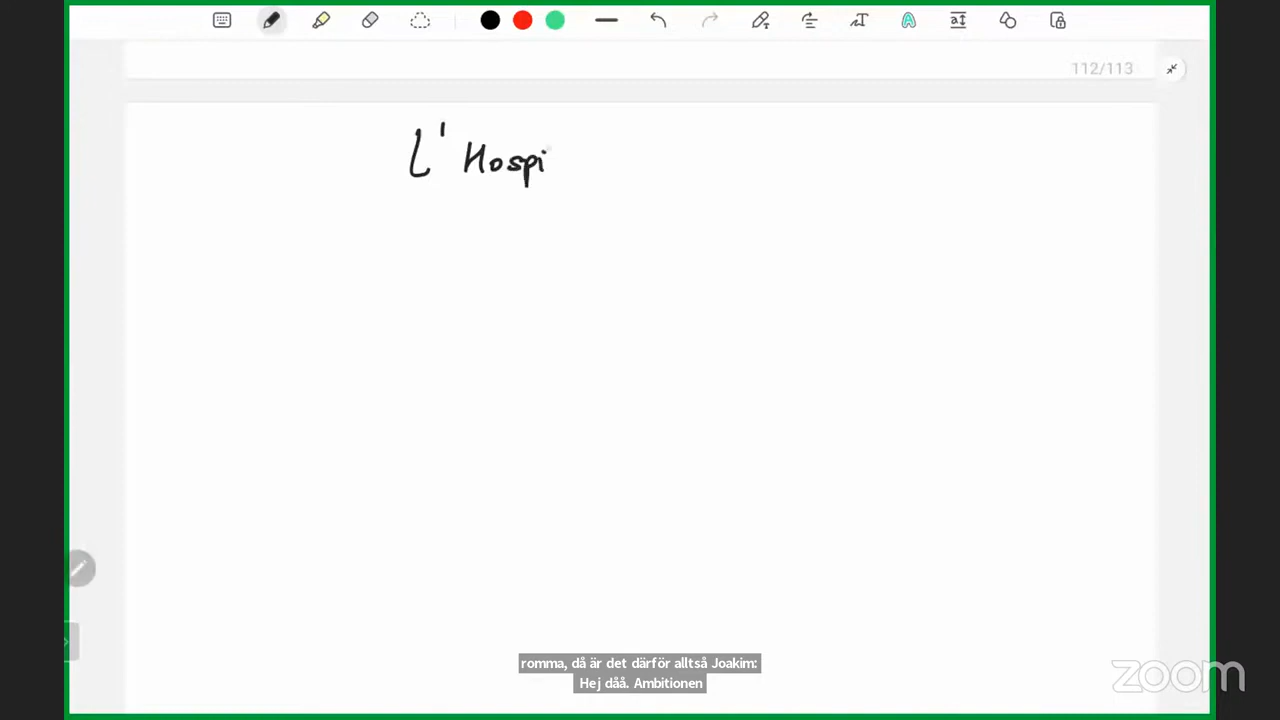 112/113
L' Hospi
romma, då är det därför alltså Joakim:
Hej dåå. Ambitionen
zoom